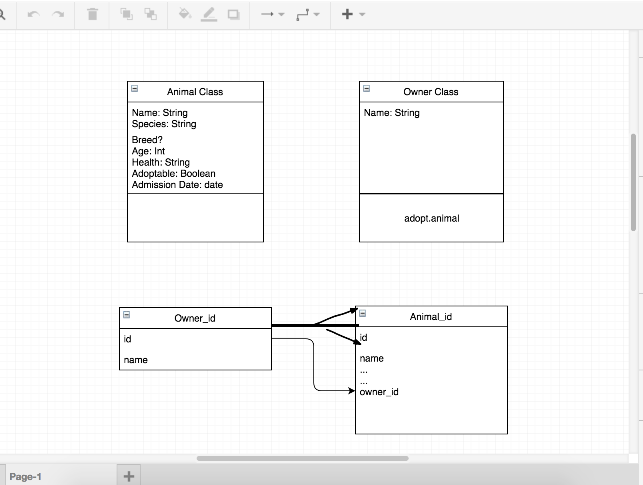 Animal Class
Name: String
Species: String
Breed?
Age: Int
Health: String
Adoptable: Boolean
Admission Date: date
Owner Class
Name: String
adopt.animal
Owner_id
id
name
Animal_id
id
name
...
...
owner_id
Page-1